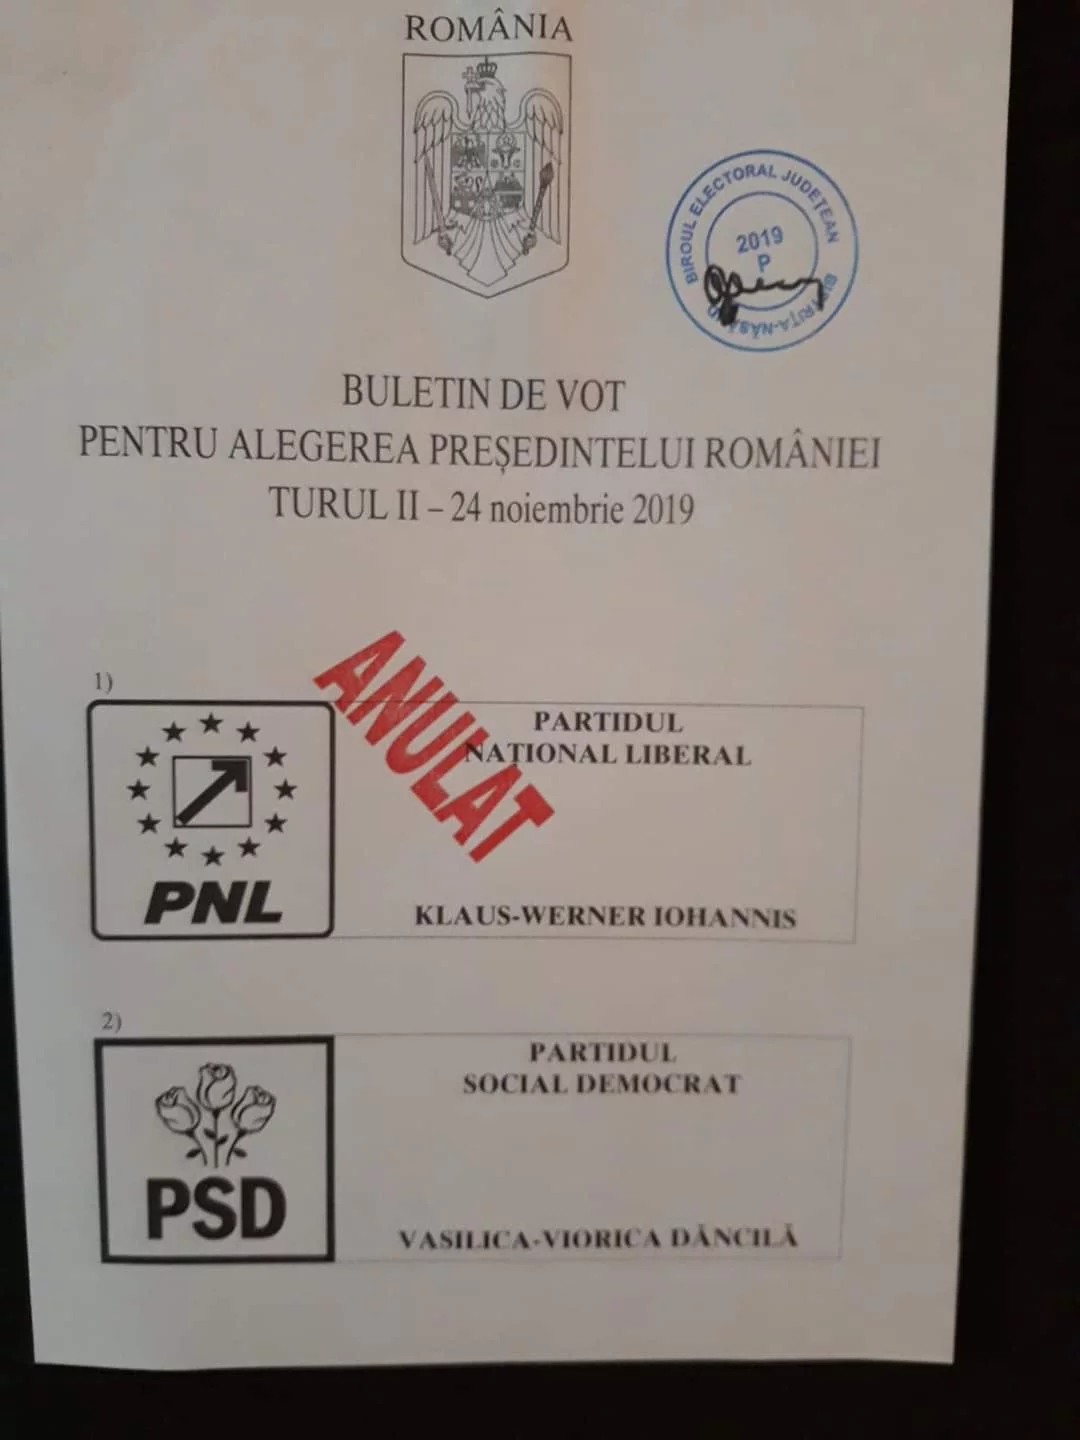 ROMÂNIA
BIROUL ELECTORAL JUDEȚEAN
2019
P
BULETIN DE VOT
PENTRU ALEGEREA PREȘEDINTELUI ROMÂNIEI
TURUL II – 24 noiembrie 2019
ANULAT
1)
PARTIDUL
NAȚIONAL LIBERAL
PNL
KLAUS-WERNER IOHANNIS
2)
PARTIDUL
SOCIAL DEMOCRAT
PSD
VASILICA-VIORICA DĂNCILĂ